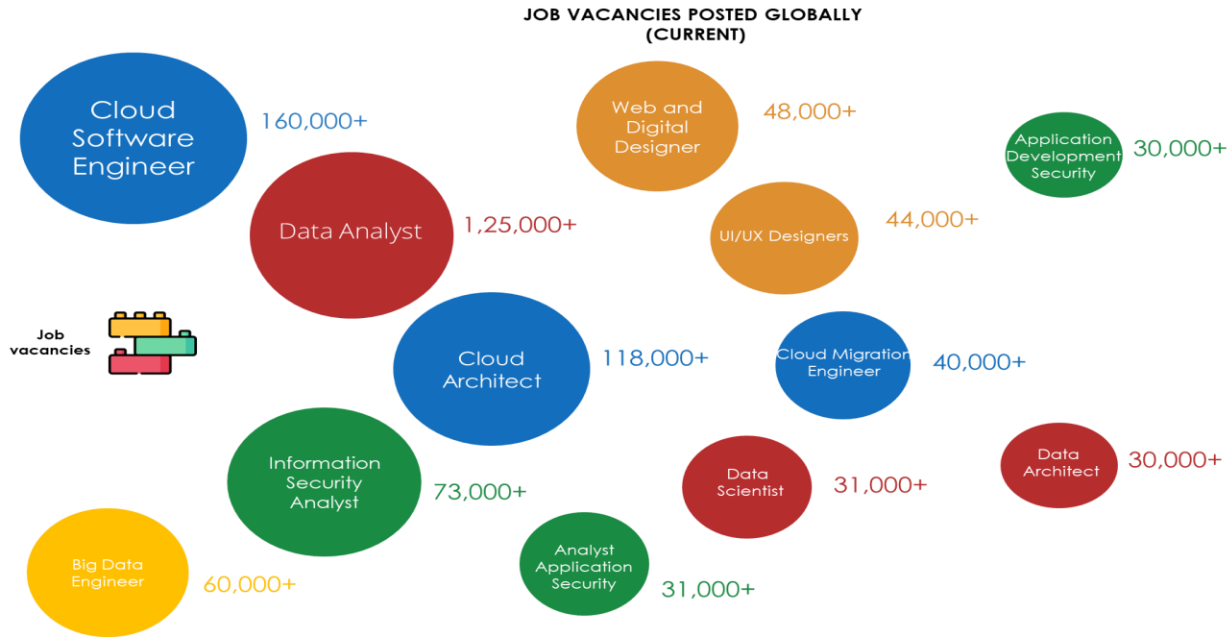 JOB VACANCIES POSTED GLOBALLY
(CURRENT)
Cloud
Software
Engineer
160,000+
Data Analyst
1,25,000+
Cloud
Architect
118,000+
Information
Security
Analyst
73,000+
Big Data
Engineer
60,000+
Web and
Digital
Designer
48,000+
UI/UX Designers
44,000+
Cloud Migration
Engineer
40,000+
Data
Scientist
31,000+
Analyst
Application
Security
31,000+
Application
Development
Security
30,000+
Data
Architect
30,000+
Job
vacancies